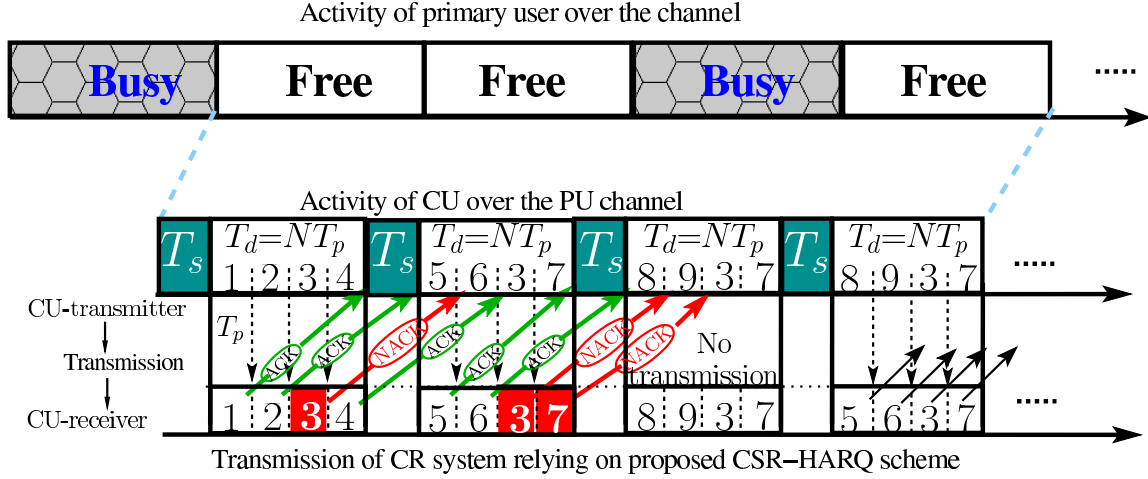 Activity of primary user over the channel
Busy Free Free Busy Free .....
Activity of CU over the PU channel
T_s T_d=NT_p T_s T_d=NT_p T_s T_d=NT_p T_s T_d=NT_p
1 2 3 4 5 6 3 7 8 9 3 7 8 9 3 7 .....
CU-transmitter
T_p
ACK ACK NACK ACK ACK ACK NACK NACK
Transmission
No
transmission
CU-receiver
1 2 3 4 5 6 3 7 8 9 3 7 5 6 3 7 .....
Transmission of CR system relying on proposed CSR-HARQ scheme